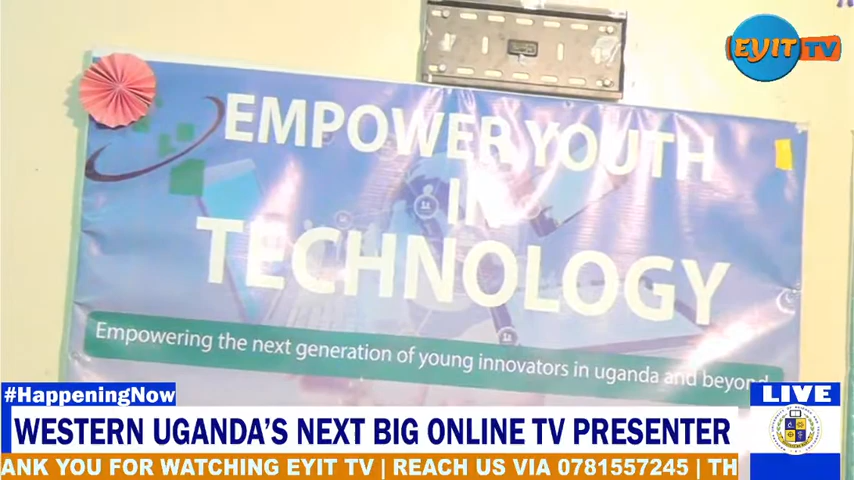 EYIT TV
EMPOWER YOUTH
IN
TECHNOLOGY
Empowering the next generation of young innovators in uganda and beyond
#HappeningNow
LIVE
WESTERN UGANDA'S NEXT BIG ONLINE TV PRESENTER
ANK YOU FOR WATCHING EYIT TV | REACH US VIA 0781557245 | TH